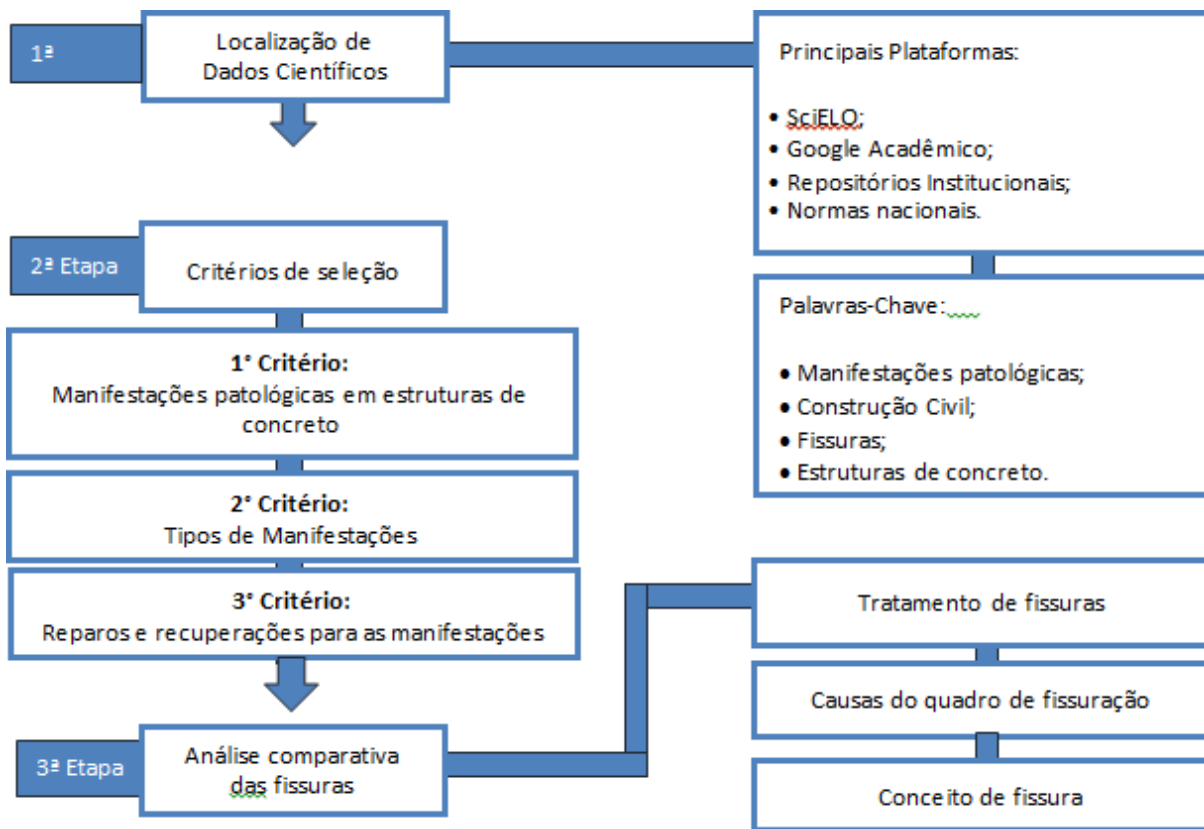 1ª
Localização de
Dados Científicos
Principais Plataformas:
• SciELO;
• Google Acadêmico;
• Repositórios Institucionais;
• Normas nacionais.
Palavras-Chave:
• Manifestações patológicas;
• Construção Civil;
• Fissuras;
• Estruturas de concreto.
2ª Etapa
Critérios de seleção
1° Critério:
Manifestações patológicas em estruturas de
concreto
2° Critério:
Tipos de Manifestações
3° Critério:
Reparos e recuperações para as manifestações
3ª Etapa
Análise comparativa
das fissuras
Tratamento de fissuras
Causas do quadro de fissuração
Conceito de fissura